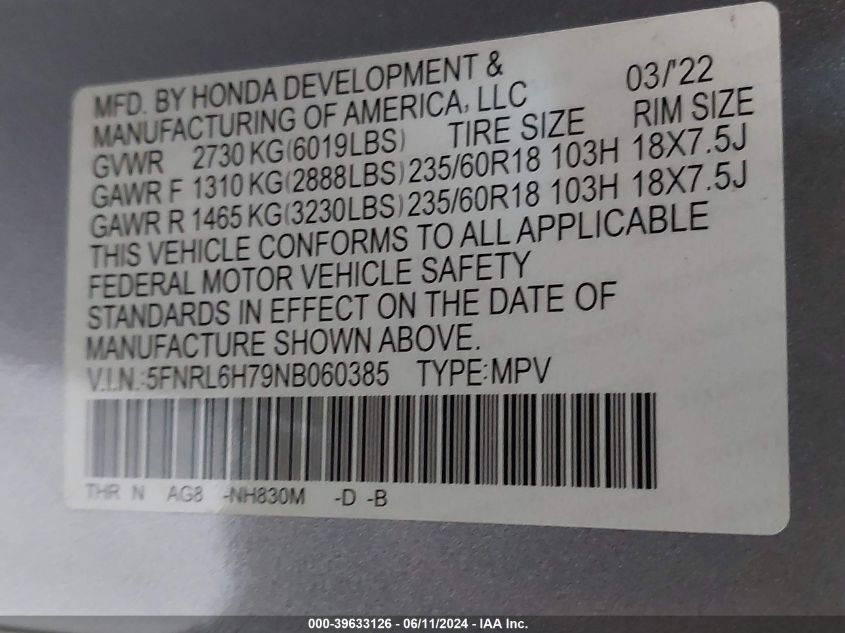 MFD. BY HONDA DEVELOPMENT & 03/'22
MANUFACTURING OF AMERICA, LLC
GVWR 2730 KG(6019LBS) TIRE SIZE RIM SIZE
GAWR F 1310 KG(2888LBS) 235/60R18 103H 18X7.5J
GAWR R 1465 KG(3230LBS) 235/60R18 103H 18X7.5J
THIS VEHICLE CONFORMS TO ALL APPLICABLE
FEDERAL MOTOR VEHICLE SAFETY
STANDARDS IN EFFECT ON THE DATE OF
MANUFACTURE SHOWN ABOVE.
V.I.N.:5FNRL6H79NB060385 TYPE:MPV
THR N AG8 -NH830M -D -B
000-39633126 - 06/11/2024 - IAA Inc.